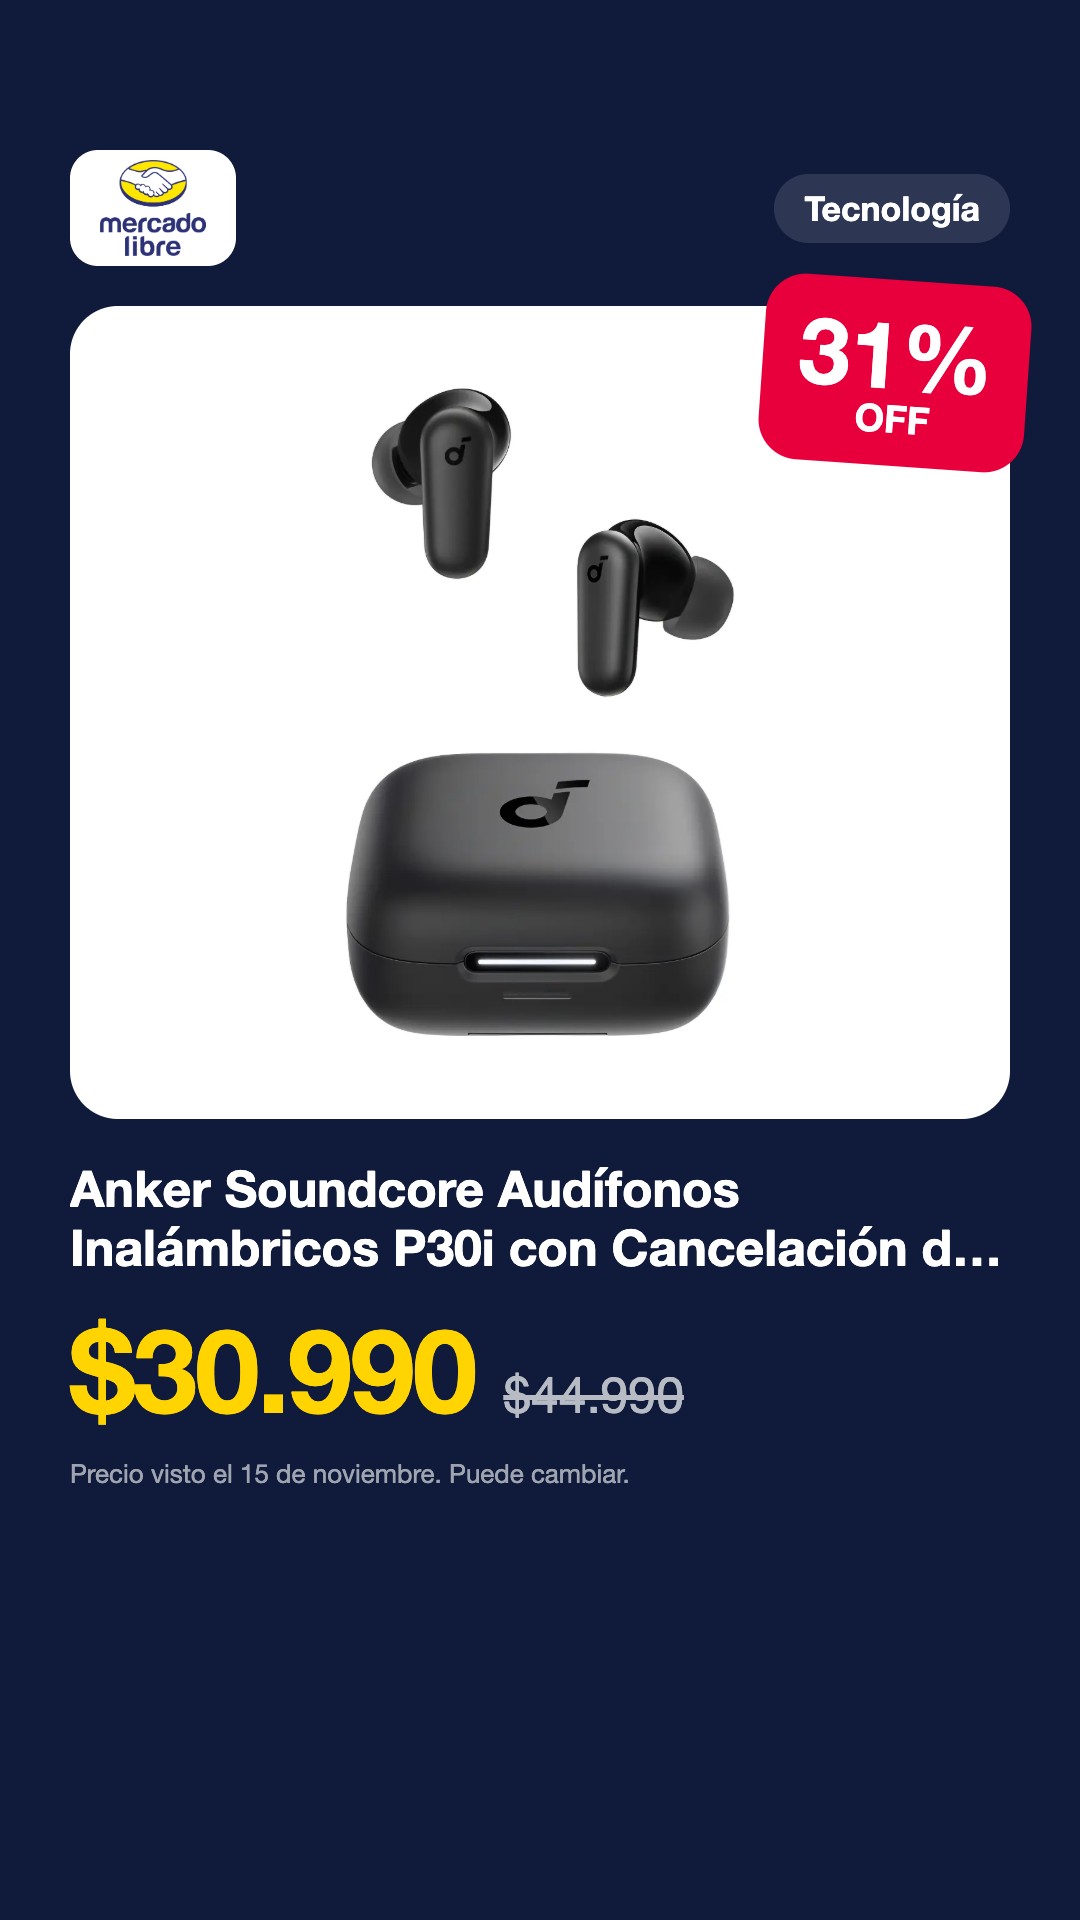 mercado
libre
Tecnología
31%
OFF
Anker Soundcore Audífonos
Inalámbricos P30i con Cancelación d...
$30.990 $44.990
Precio visto el 15 de noviembre. Puede cambiar.